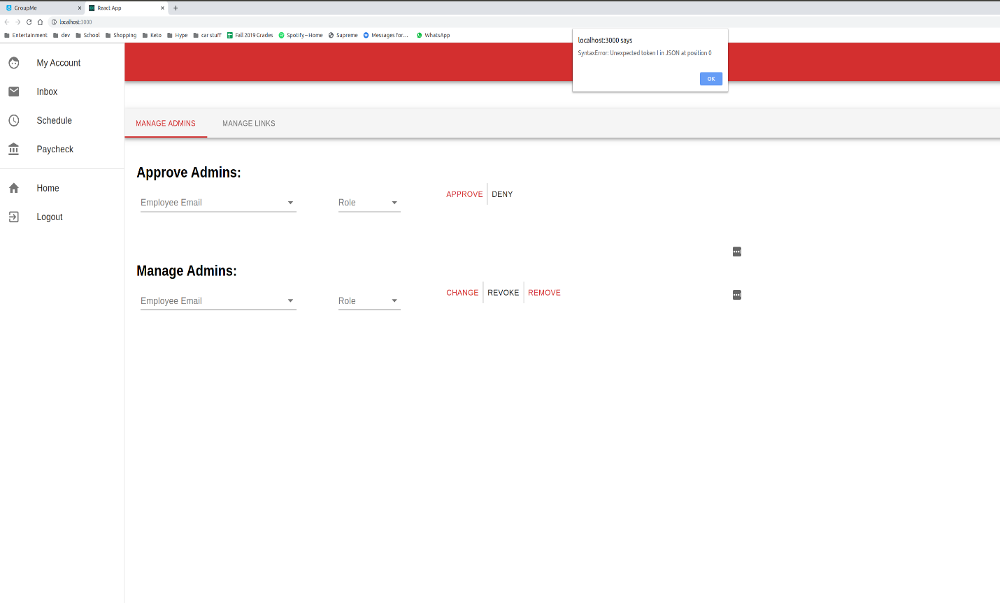 GroupMe
React App
localhost:3000
Entertainment dev School Shopping Keto Hype car stuff Fall 2019 Grades Spotify – Home Supreme Messages for… WhatsApp
localhost:3000 says
SyntaxError: Unexpected token I in JSON at position 0
OK
My Account
Inbox
Schedule
Paycheck
Home
Logout
MANAGE ADMINS MANAGE LINKS
Approve Admins:
Employee Email Role APPROVE DENY
Manage Admins:
Employee Email Role CHANGE REVOKE REMOVE